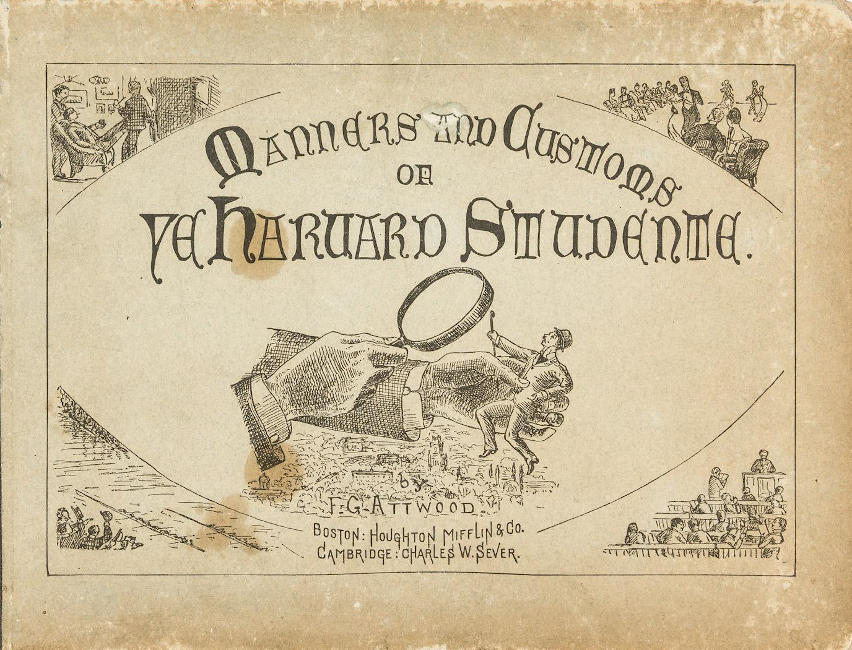 Manners and Customs
of
ye Harvard Studente.
by
F. G. Attwood
Boston: Houghton Mifflin & Co.
Cambridge: Charles W. Sever.